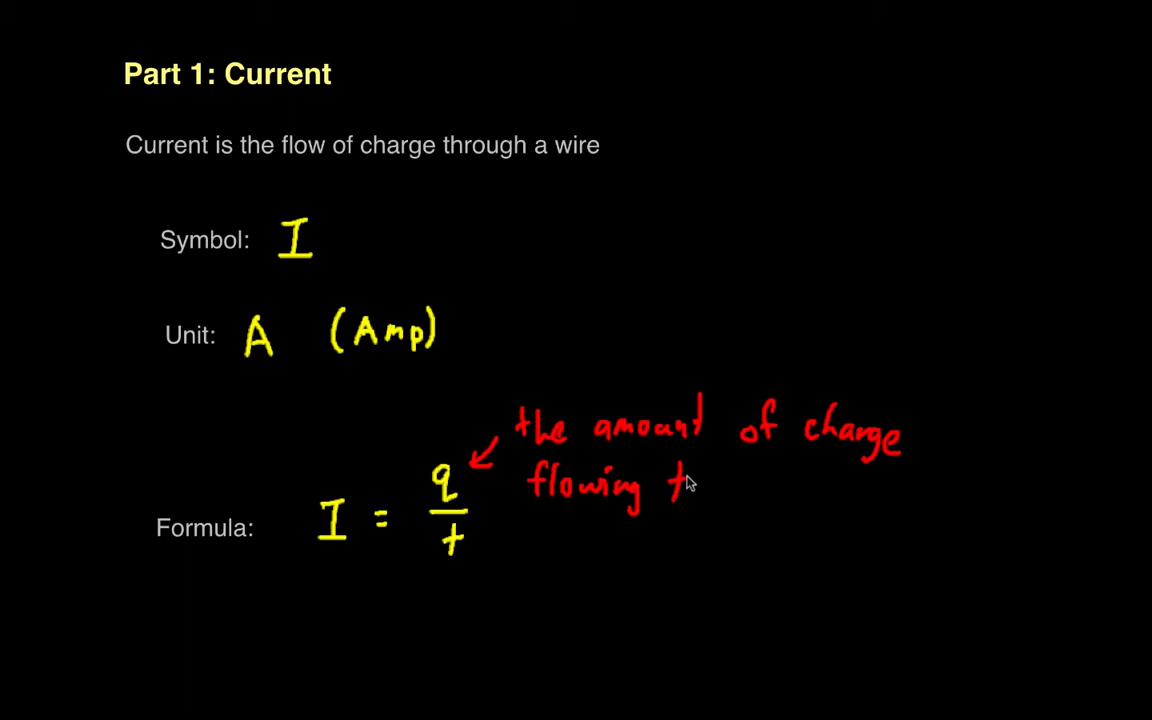 Part 1: Current
Current is the flow of charge through a wire
Symbol: I
Unit: A (Amp)
the amount of charge
flowing t
Formula: I = q/t